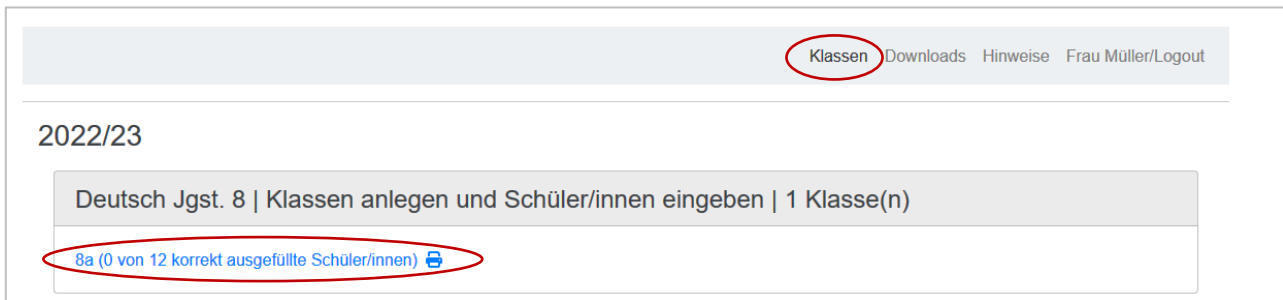 Klassen Downloads Hinweise Frau Müller/Logout
2022/23
Deutsch Jgst. 8 | Klassen anlegen und Schüler/innen eingeben | 1 Klasse(n)
8a (0 von 12 korrekt ausgefüllte Schüler/innen)